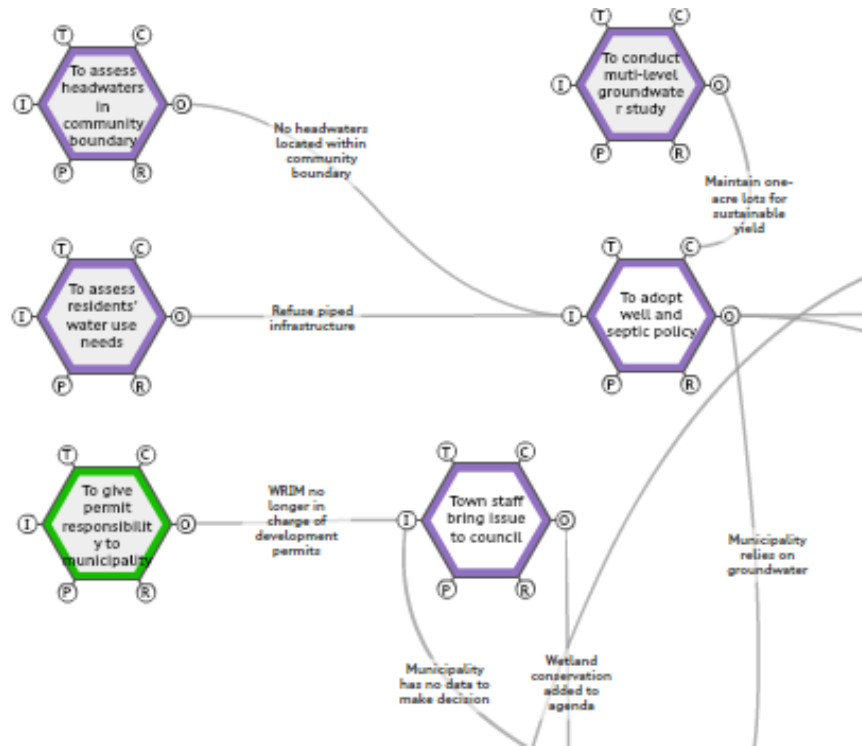 T
C
To assess
headwaters
in
community
boundary
I
O
P
R
No headwaters
located within
community
boundary
T
C
To conduct
muti-level
groundwate
r study
I
O
P
R
Maintain one-
acre lots for
sustainable
yield
T
C
To assess
residents'
water use
needs
I
O
P
R
Refuse piped
infrastructure
T
C
To adopt
well and
septic policy
I
O
P
R
T
C
To give
permit
responsibilit
y to
municipality
I
O
P
R
WRIM no
longer in
charge of
development
permits
T
C
Town staff
bring issue
to council
I
O
P
R
Municipality
relies on
groundwater
Municipality
has no data to
make decision
Wetland
conservation
added to
agenda